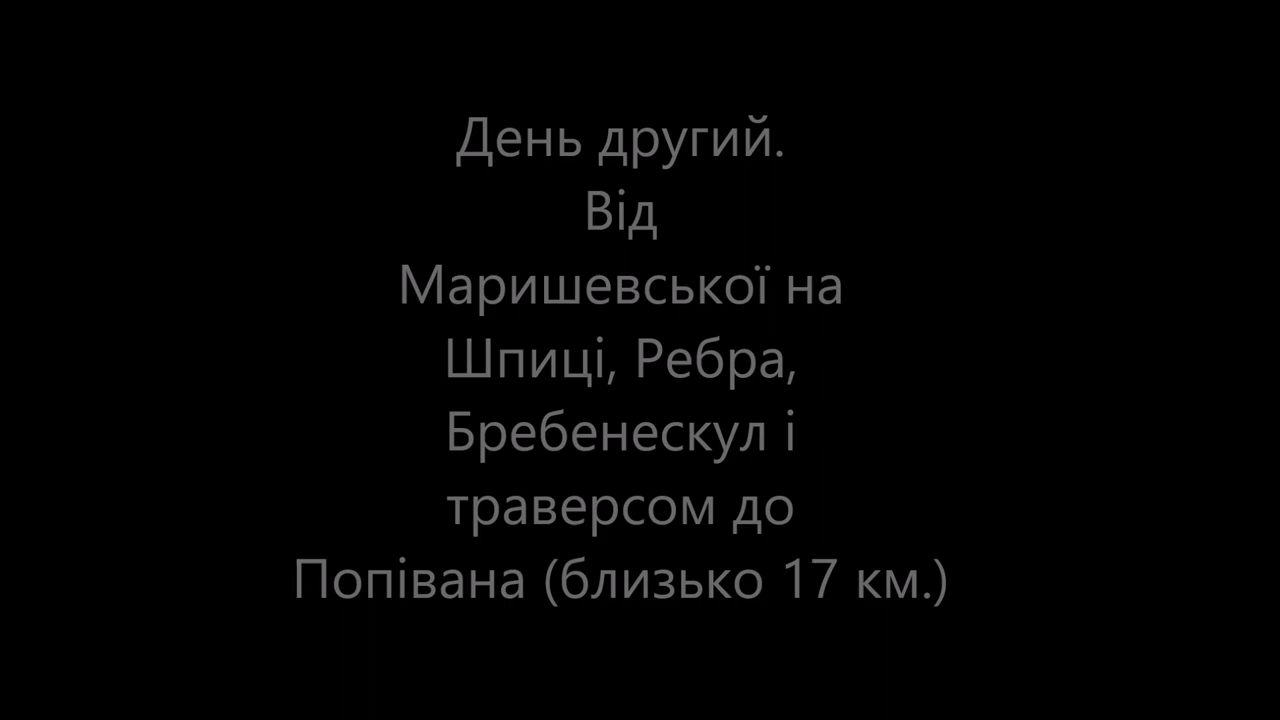 День другий.
Від
Маришевської на
Шпиці, Ребра,
Бребенескул і
траверсом до
Попівана (близько 17 км.)